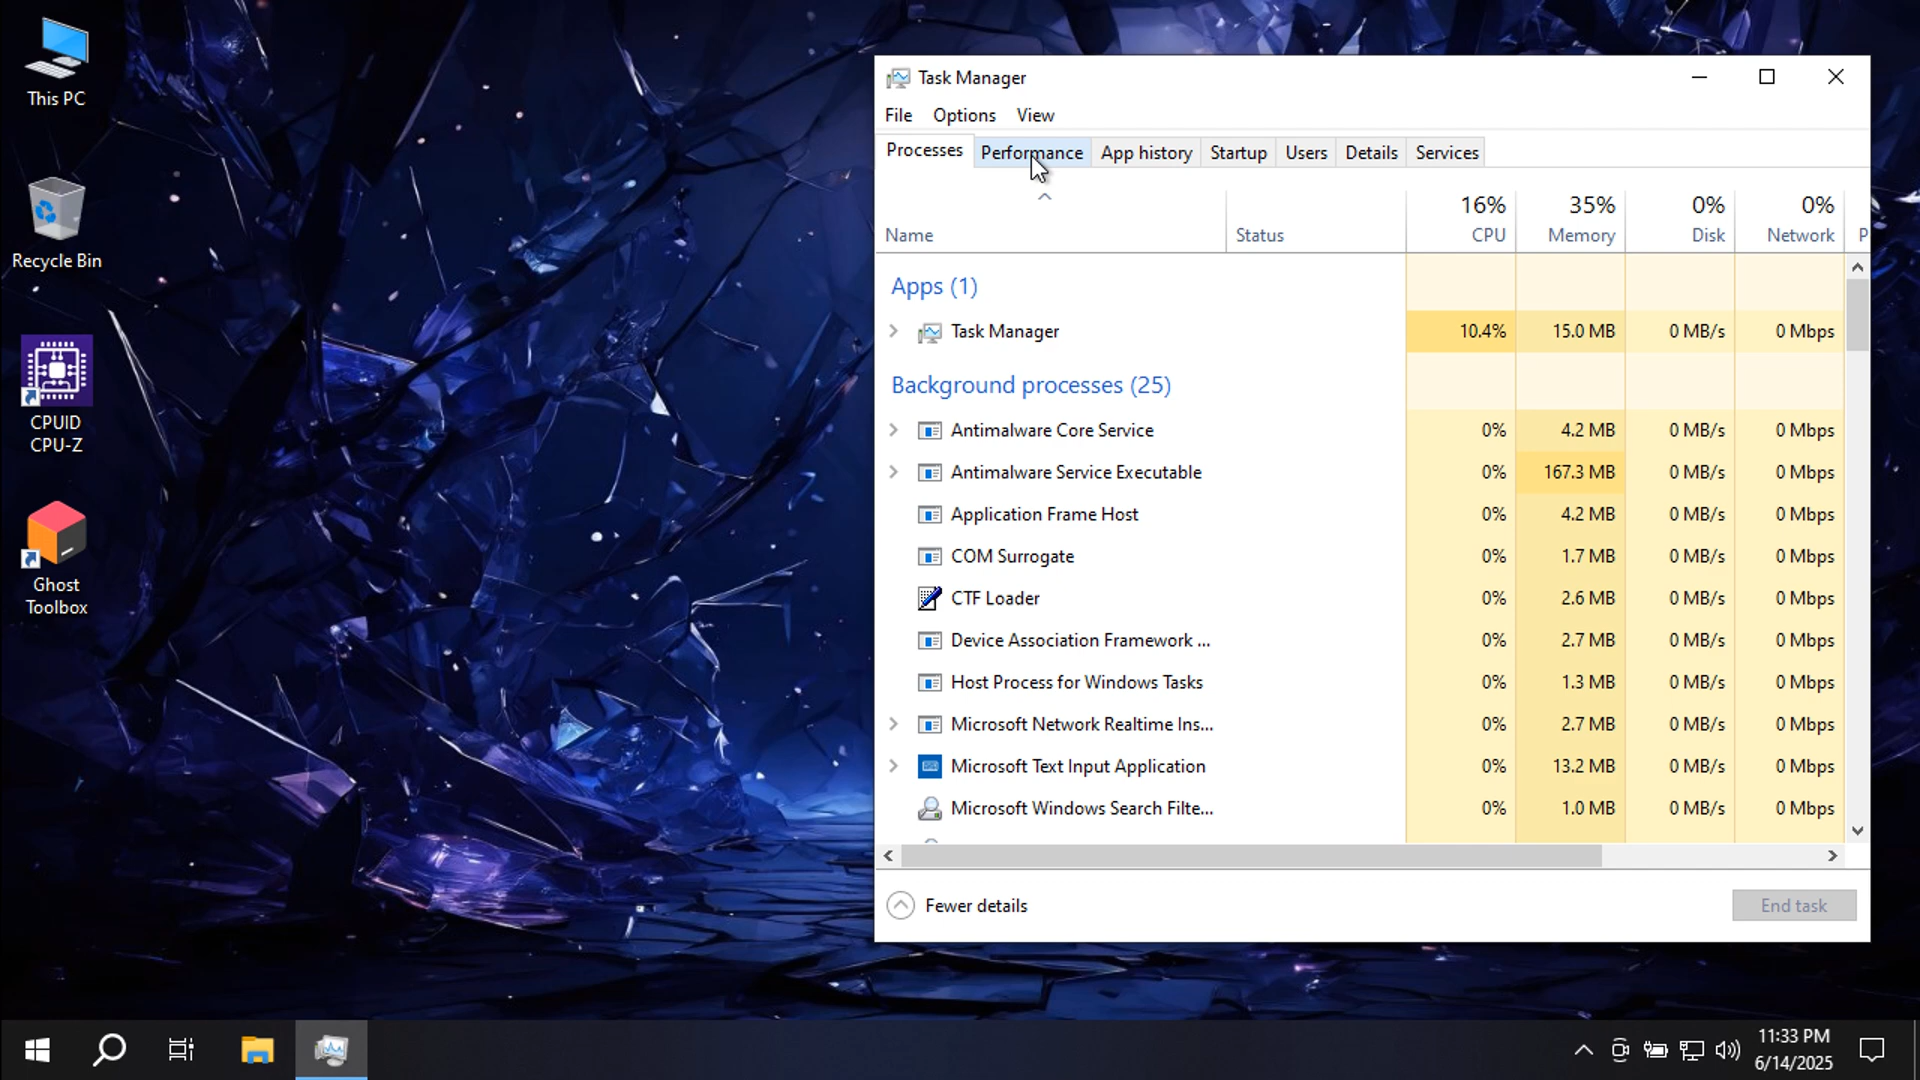 This PC
Recycle Bin
CPUID
CPU-Z
Ghost
Toolbox
Task Manager
File Options View
Processes Performance App history Startup Users Details Services
16% 35% 0% 0%
Name Status CPU Memory Disk Network P
Apps (1)
Task Manager 10.4% 15.0 MB 0 MB/s 0 Mbps
Background processes (25)
Antimalware Core Service 0% 4.2 MB 0 MB/s 0 Mbps
Antimalware Service Executable 0% 167.3 MB 0 MB/s 0 Mbps
Application Frame Host 0% 4.2 MB 0 MB/s 0 Mbps
COM Surrogate 0% 1.7 MB 0 MB/s 0 Mbps
CTF Loader 0% 2.6 MB 0 MB/s 0 Mbps
Device Association Framework ... 0% 2.7 MB 0 MB/s 0 Mbps
Host Process for Windows Tasks 0% 1.3 MB 0 MB/s 0 Mbps
Microsoft Network Realtime Ins... 0% 2.7 MB 0 MB/s 0 Mbps
Microsoft Text Input Application 0% 13.2 MB 0 MB/s 0 Mbps
Microsoft Windows Search Filte... 0% 1.0 MB 0 MB/s 0 Mbps
Fewer details End task
11:33 PM
6/14/2025